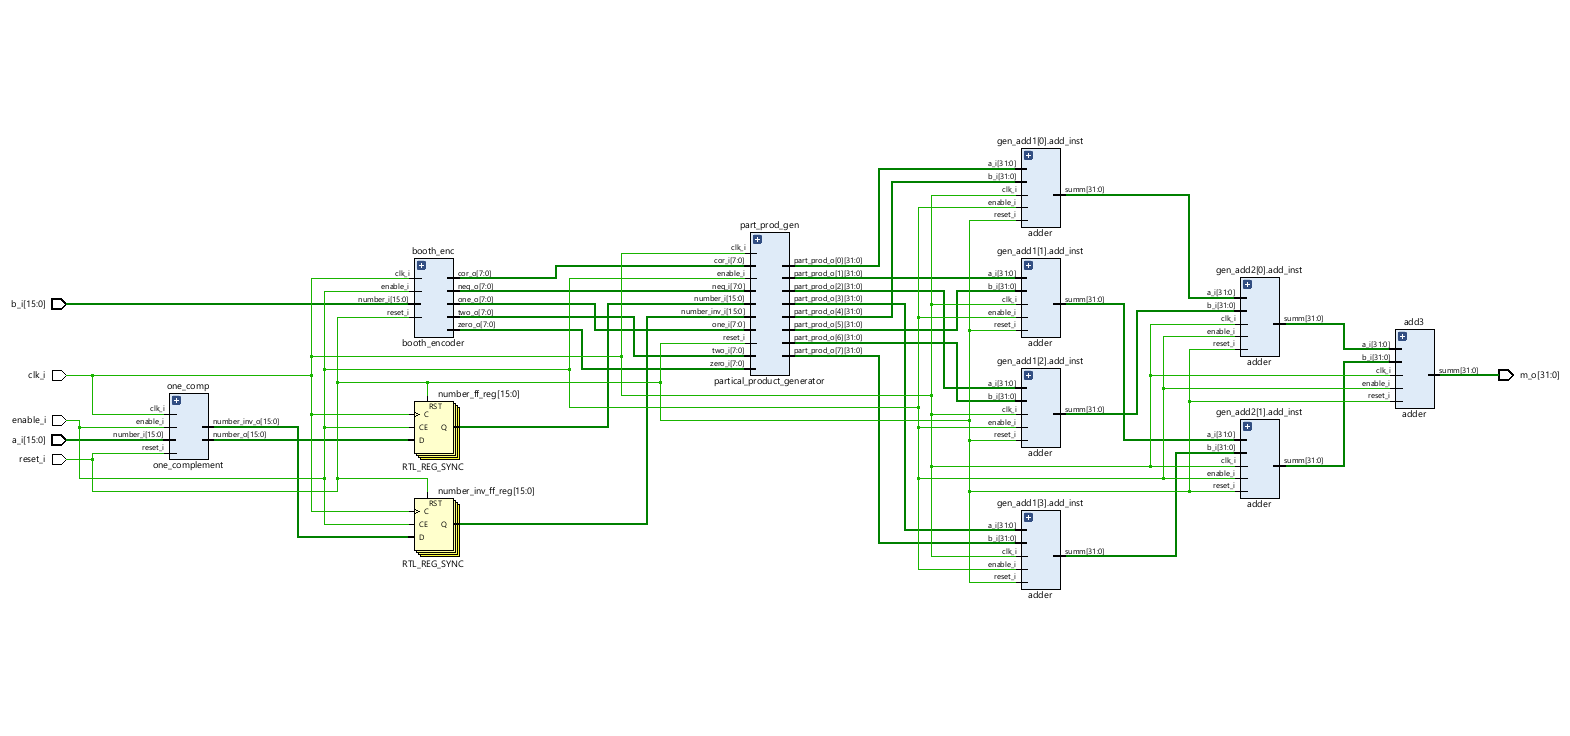 b_i[15:0]
clk_i
enable_i
a_i[15:0]
reset_i
one_comp
clk_i
enable_i
number_i[15:0]
reset_i
number_inv_o[15:0]
number_o[15:0]
one_complement
booth_enc
clk_i
enable_i
number_i[15:0]
reset_i
cor_o[7:0]
neg_o[7:0]
one_o[7:0]
two_o[7:0]
zero_o[7:0]
booth_encoder
number_ff_reg[15:0]
RST
C
CE
D
Q
RTL_REG_SYNC
number_inv_ff_reg[15:0]
RST
C
CE
D
Q
RTL_REG_SYNC
part_prod_gen
clk_i
cor_i[7:0]
enable_i
neg_i[7:0]
number_i[15:0]
number_inv_i[15:0]
one_i[7:0]
reset_i
two_i[7:0]
zero_i[7:0]
part_prod_o[0][31:0]
part_prod_o[1][31:0]
part_prod_o[2][31:0]
part_prod_o[3][31:0]
part_prod_o[4][31:0]
part_prod_o[5][31:0]
part_prod_o[6][31:0]
part_prod_o[7][31:0]
partical_product_generator
gen_add1[0].add_inst
a_i[31:0]
b_i[31:0]
clk_i
enable_i
reset_i
summ[31:0]
adder
gen_add1[1].add_inst
a_i[31:0]
b_i[31:0]
clk_i
enable_i
reset_i
summ[31:0]
adder
gen_add1[2].add_inst
a_i[31:0]
b_i[31:0]
clk_i
enable_i
reset_i
summ[31:0]
adder
gen_add1[3].add_inst
a_i[31:0]
b_i[31:0]
clk_i
enable_i
reset_i
summ[31:0]
adder
gen_add2[0].add_inst
a_i[31:0]
b_i[31:0]
clk_i
enable_i
reset_i
summ[31:0]
adder
gen_add2[1].add_inst
a_i[31:0]
b_i[31:0]
clk_i
enable_i
reset_i
summ[31:0]
adder
add3
a_i[31:0]
b_i[31:0]
clk_i
enable_i
reset_i
summ[31:0]
adder
m_o[31:0]